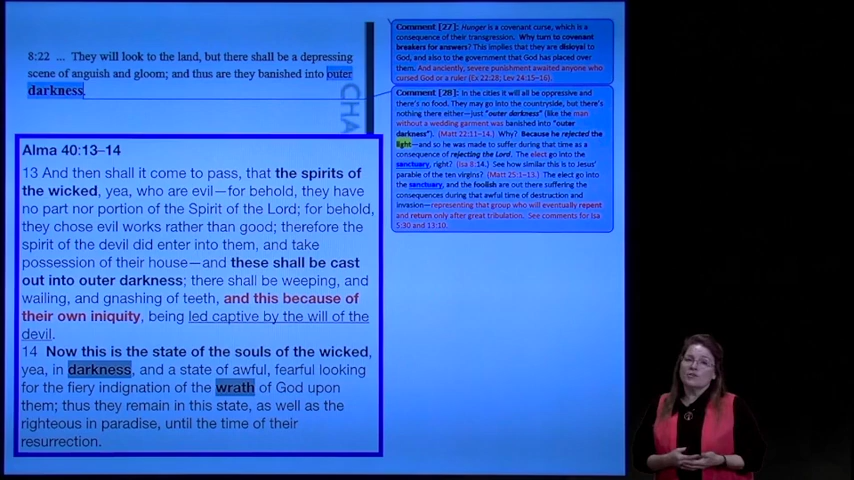 8:22 ... They will look to the land, but there shall be a depressing
scene of anguish and gloom; and thus are they banished into outer
darkness.
CHA
Alma 40:13–14
13 And then shall it come to pass, that the spirits of
the wicked, yea, who are evil—for behold, they have
no part nor portion of the Spirit of the Lord; for behold,
they chose evil works rather than good; therefore the
spirit of the devil did enter into them, and take
possession of their house—and these shall be cast
out into outer darkness; there shall be weeping, and
wailing, and gnashing of teeth, and this because of
their own iniquity, being led captive by the will of the
devil.
14 Now this is the state of the souls of the wicked,
yea, in darkness, and a state of awful, fearful looking
for the fiery indignation of the wrath of God upon
them; thus they remain in this state, as well as the
righteous in paradise, until the time of their
resurrection.
Comment [27]: Hunger is a covenant curse, which is a
consequence of their transgression. Why turn to covenant
breakers for answers? This implies that they are disloyal to
God, and also to the government that God has placed over
them. And anciently, severe punishment awaited anyone who
cursed God or a ruler (Ex 22:28; Lev 24:15–16).
Comment [28]: In the cities it will all be oppressive and
there's no food. They may go into the countryside, but there's
nothing there either—just "outer darkness" (like the man
without a wedding garment was banished into "outer
darkness"). (Matt 22:11–14.) Why? Because he rejected the
light—and so he was made to suffer during that time as a
consequence of rejecting the Lord. The elect go into the
sanctuary, right? (Isa 8:14.) See how similar this is to Jesus'
parable of the ten virgins? (Matt 25:1–13.) The elect go into
the sanctuary, and the foolish are out there suffering the
consequences during that awful time of destruction and
invasion—representing that group who will eventually repent
and return only after great tribulation. See comments for Isa
5:30 and 13:10.